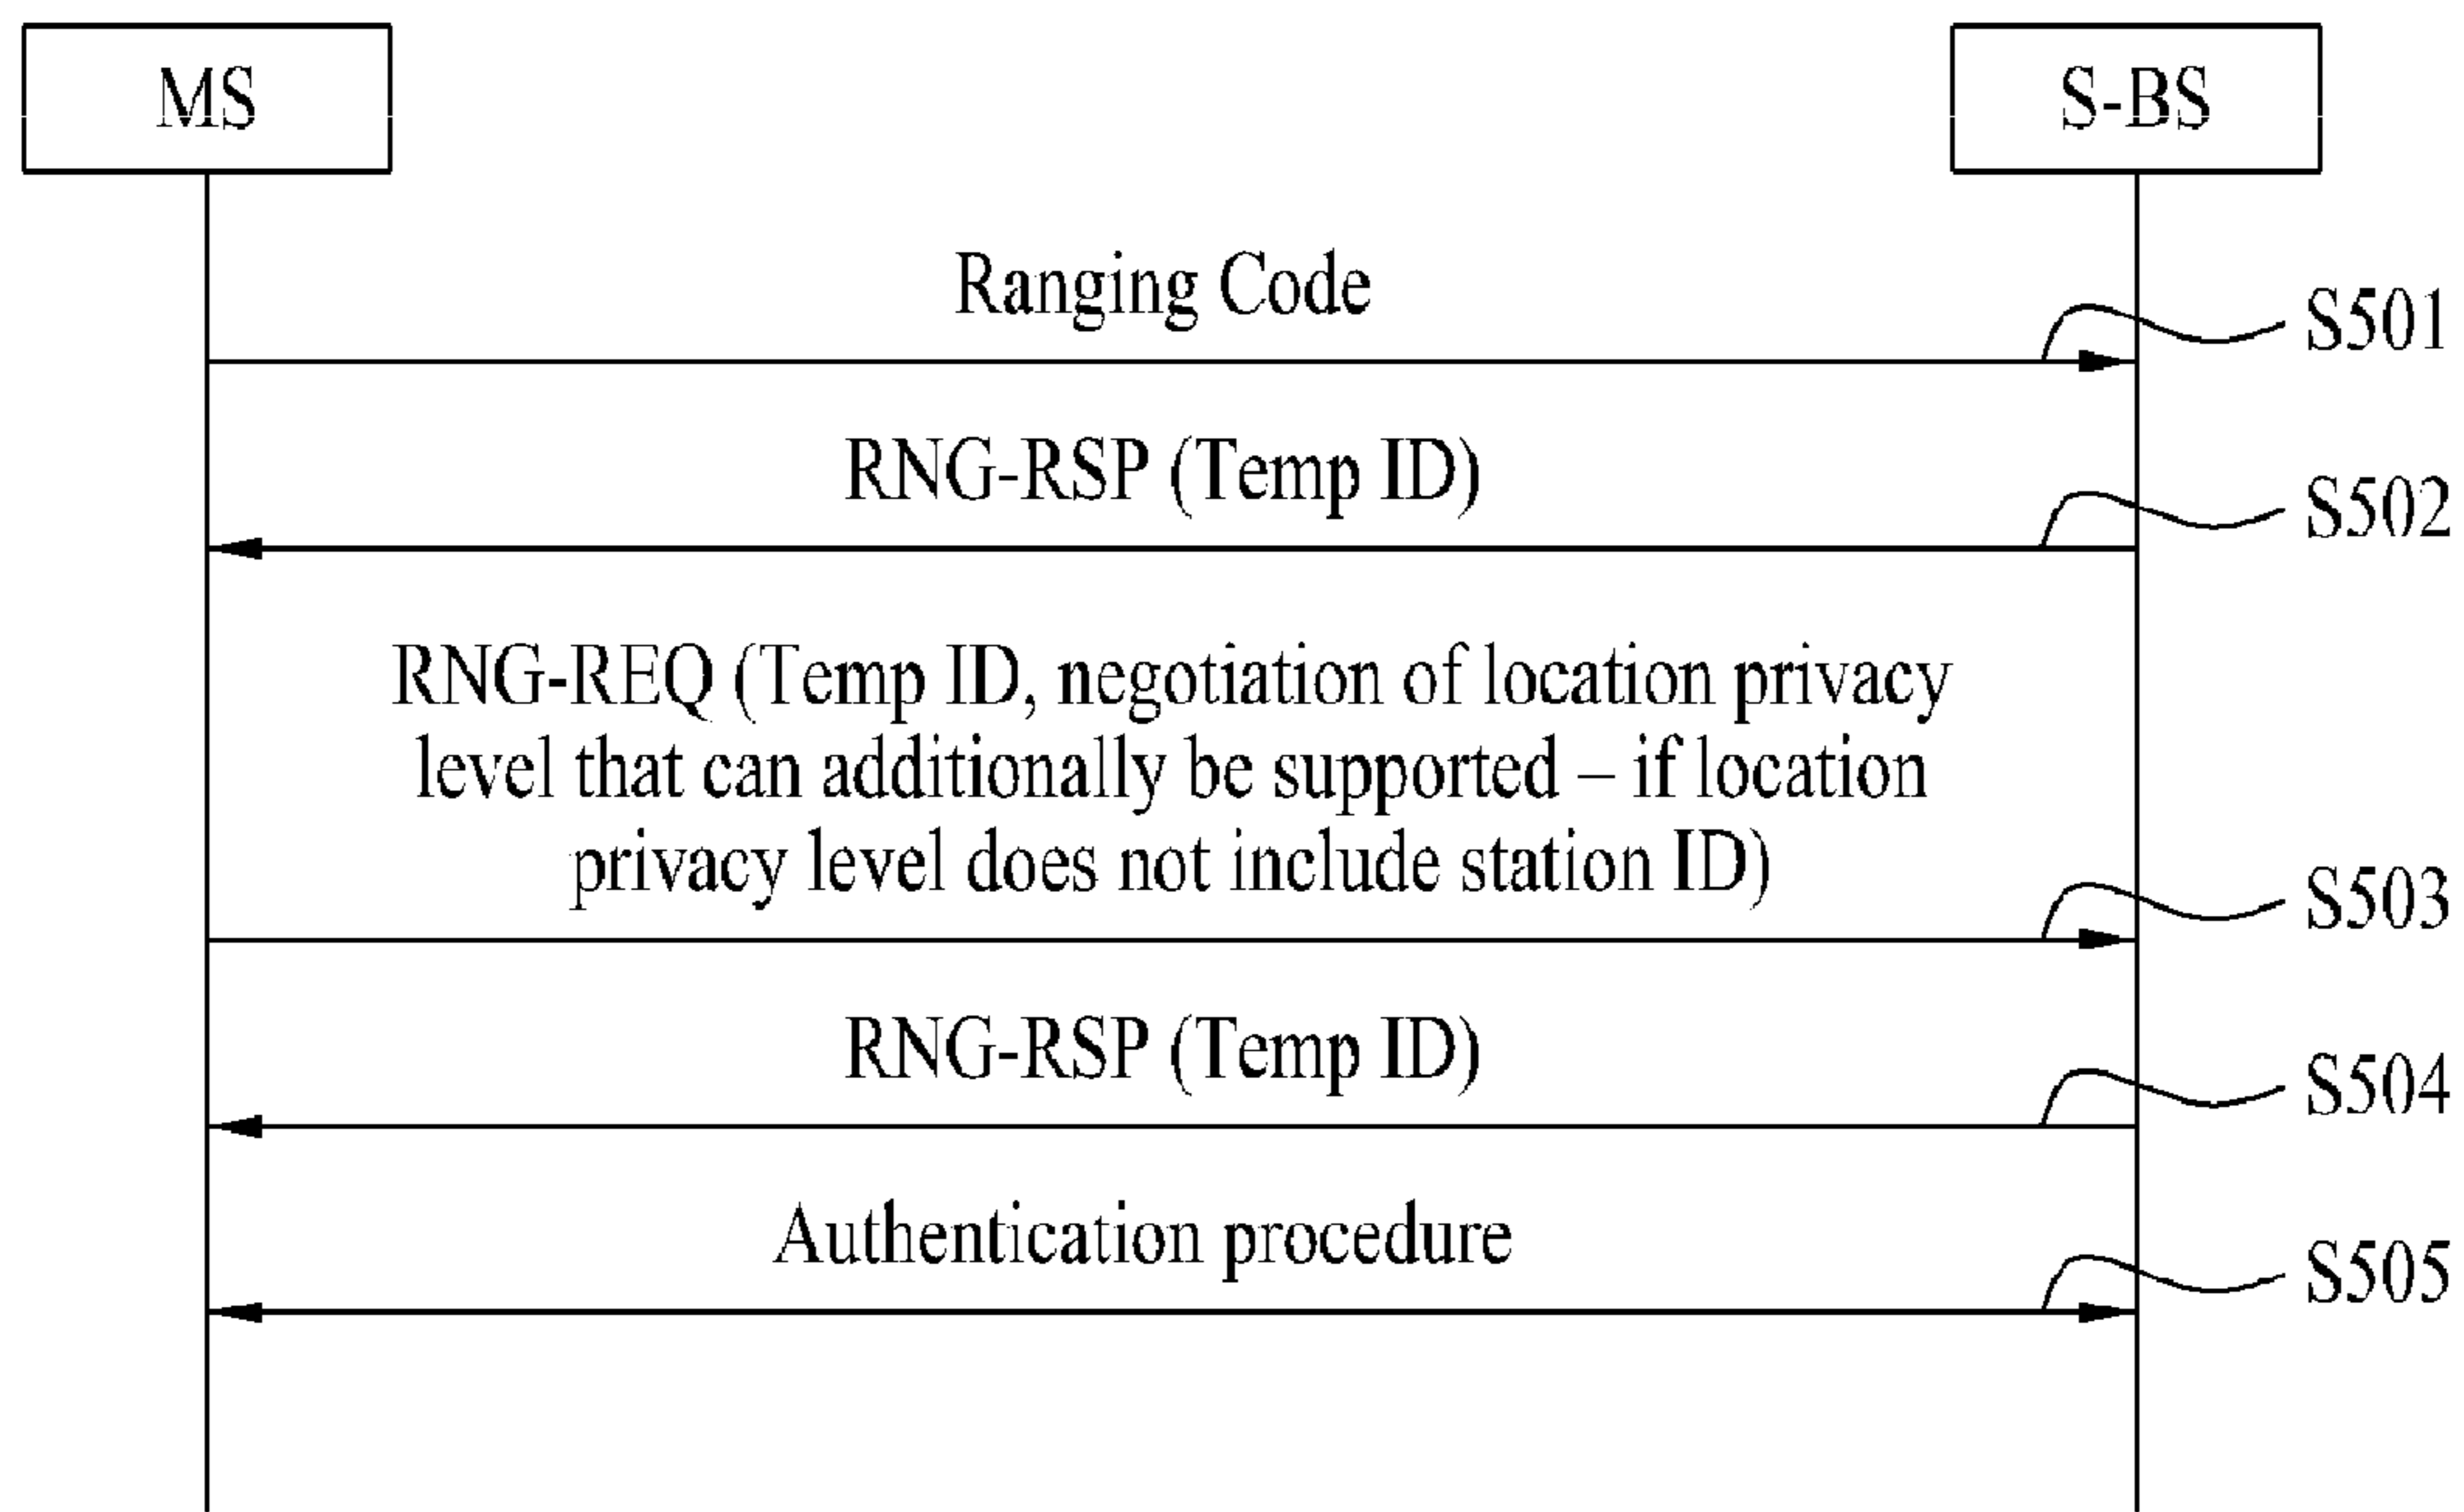 MS
S-BS
Ranging Code
S501
RNG-RSP (Temp ID)
S502
RNG-REQ (Temp ID, negotiation of location privacy
level that can additionally be supported – if location
privacy level does not include station ID)
S503
RNG-RSP (Temp ID)
S504
Authentication procedure
S505